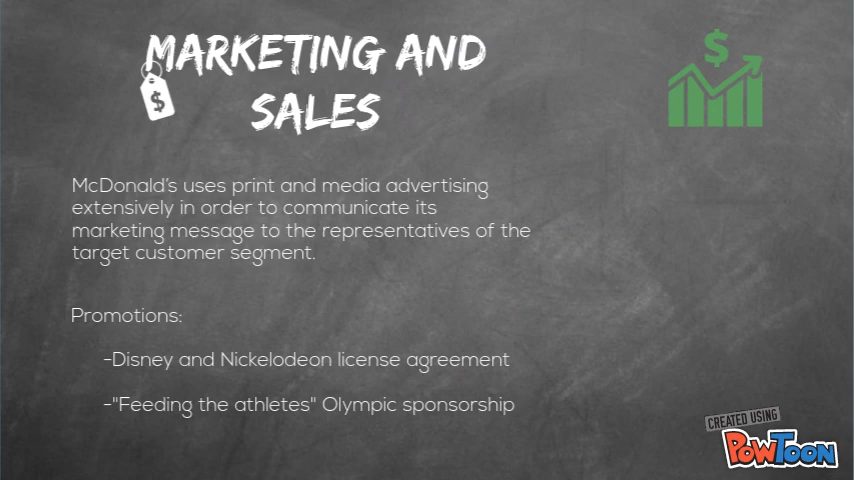 MARKETING AND
SALES
$
$
McDonald's uses print and media advertising
extensively in order to communicate its
marketing message to the representatives of the
target customer segment.
Promotions:
-Disney and Nickelodeon license agreement
-"Feeding the athletes" Olympic sponsorship
CREATED USING
POWTOON